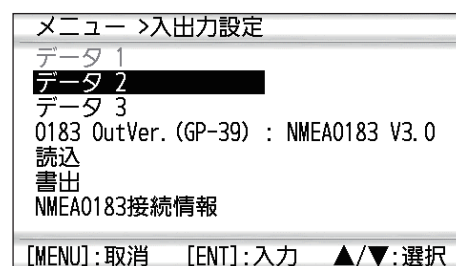 メニュー >入出力設定
データ 1
データ 2
データ 3
0183 OutVer.(GP-39) : NMEA0183 V3.0
読込
書出
NMEA0183接続情報
[MENU]:取消 [ENT]:入力 ▲/▼:選択